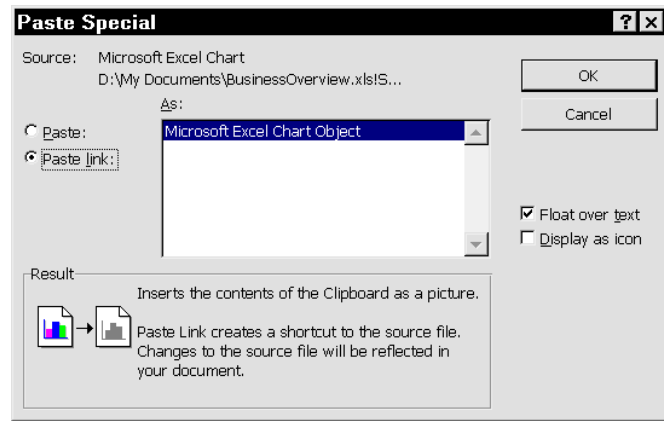 Paste Special
Source: Microsoft Excel Chart
D:\My Documents\BusinessOverview.xls!S...
As:
Paste:
Paste link:
Microsoft Excel Chart Object
OK
Cancel
Float over text
Display as icon
Result
Inserts the contents of the Clipboard as a picture.
Paste Link creates a shortcut to the source file.
Changes to the source file will be reflected in
your document.